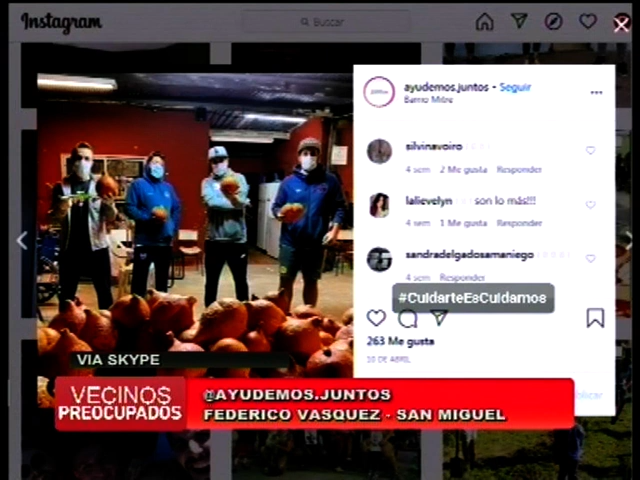 Instagram
Buscar
ayudemos.juntos • Seguir
Barrio Mitre
silvinavoiro
4 sem 2 Me gusta Responder
lalievelyn son lo más!!!
4 sem 1 Me gusta Responder
sandradelgadosamaniego
4 sem Responder
#CuidarteEsCuidarnos
263 Me gusta
10 DE ABRIL
VIA SKYPE
VECINOS
PREOCUPADOS
@AYUDEMOS.JUNTOS
FEDERICO VASQUEZ - SAN MIGUEL